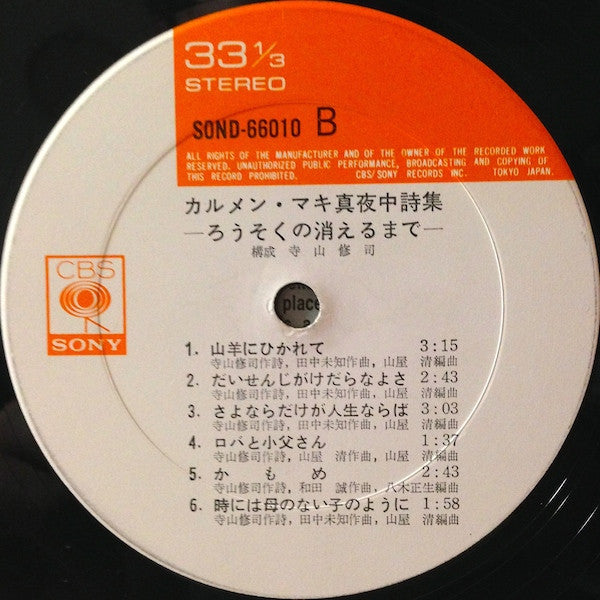 33 1/3
STEREO
SOND-66010 B
ALL RIGHTS OF THE MANUFACTURER AND OF THE OWNER OF THE RECORDED WORK
RESERVED. UNAUTHORIZED PUBLIC PERFORMANCE, BROADCASTING AND COPYING OF
THIS RECORD PROHIBITED. CBS/SONY RECORDS INC. TOKYO JAPAN.
カルメン・マキ真夜中詩集
—ろうそくの消えるまで—
構成 寺山修司
CBS
SONY
place
1. 山羊にひかれて 3:15
寺山修司作詩, 田中未知作曲, 山屋 清編曲
2. だいせんじがけだらなよさ 2:43
寺山修司作詩, 田中未知作曲, 山屋 清編曲
3. さよならだけが人生ならば 3:03
寺山修司作詩, 田中未知作曲, 山屋 清編曲
4. ロバと小父さん 1:37
寺山修司作詩, 山屋 清作曲, 山屋 清編曲
5. かもめ 2:43
寺山修司作詩, 和田 誠作曲, 八木正生編曲
6. 時には母のない子のように 1:58
寺山修司作詩, 田中未知作曲, 山屋 清編曲